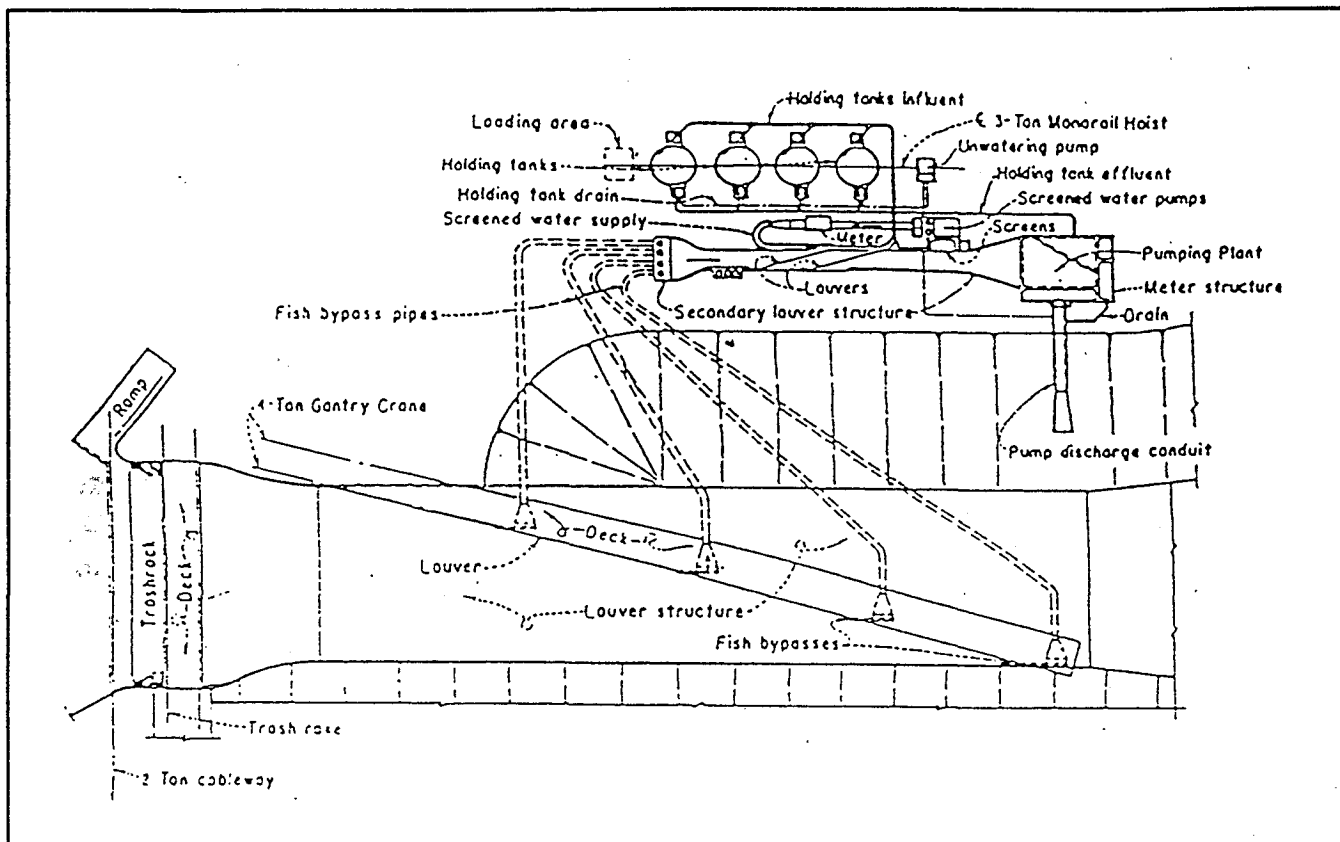 Holding tanks influent
Loading area
℄ 3-Ton Monorail Hoist
Unwatering pump
Holding tanks
Holding tank effluent
Holding tank drain
Screened water pumps
Screened water supply
Meter
Screens
Pumping Plant
Louvers
Meter structure
Fish bypass pipes
Secondary louver structure
Drain
Ramp
4-Ton Gantry Crane
Pump discharge conduit
Trashrack
Deck
Deck
Louver
Louver structure
Fish bypasses
Trash rake
2 Ton cableway